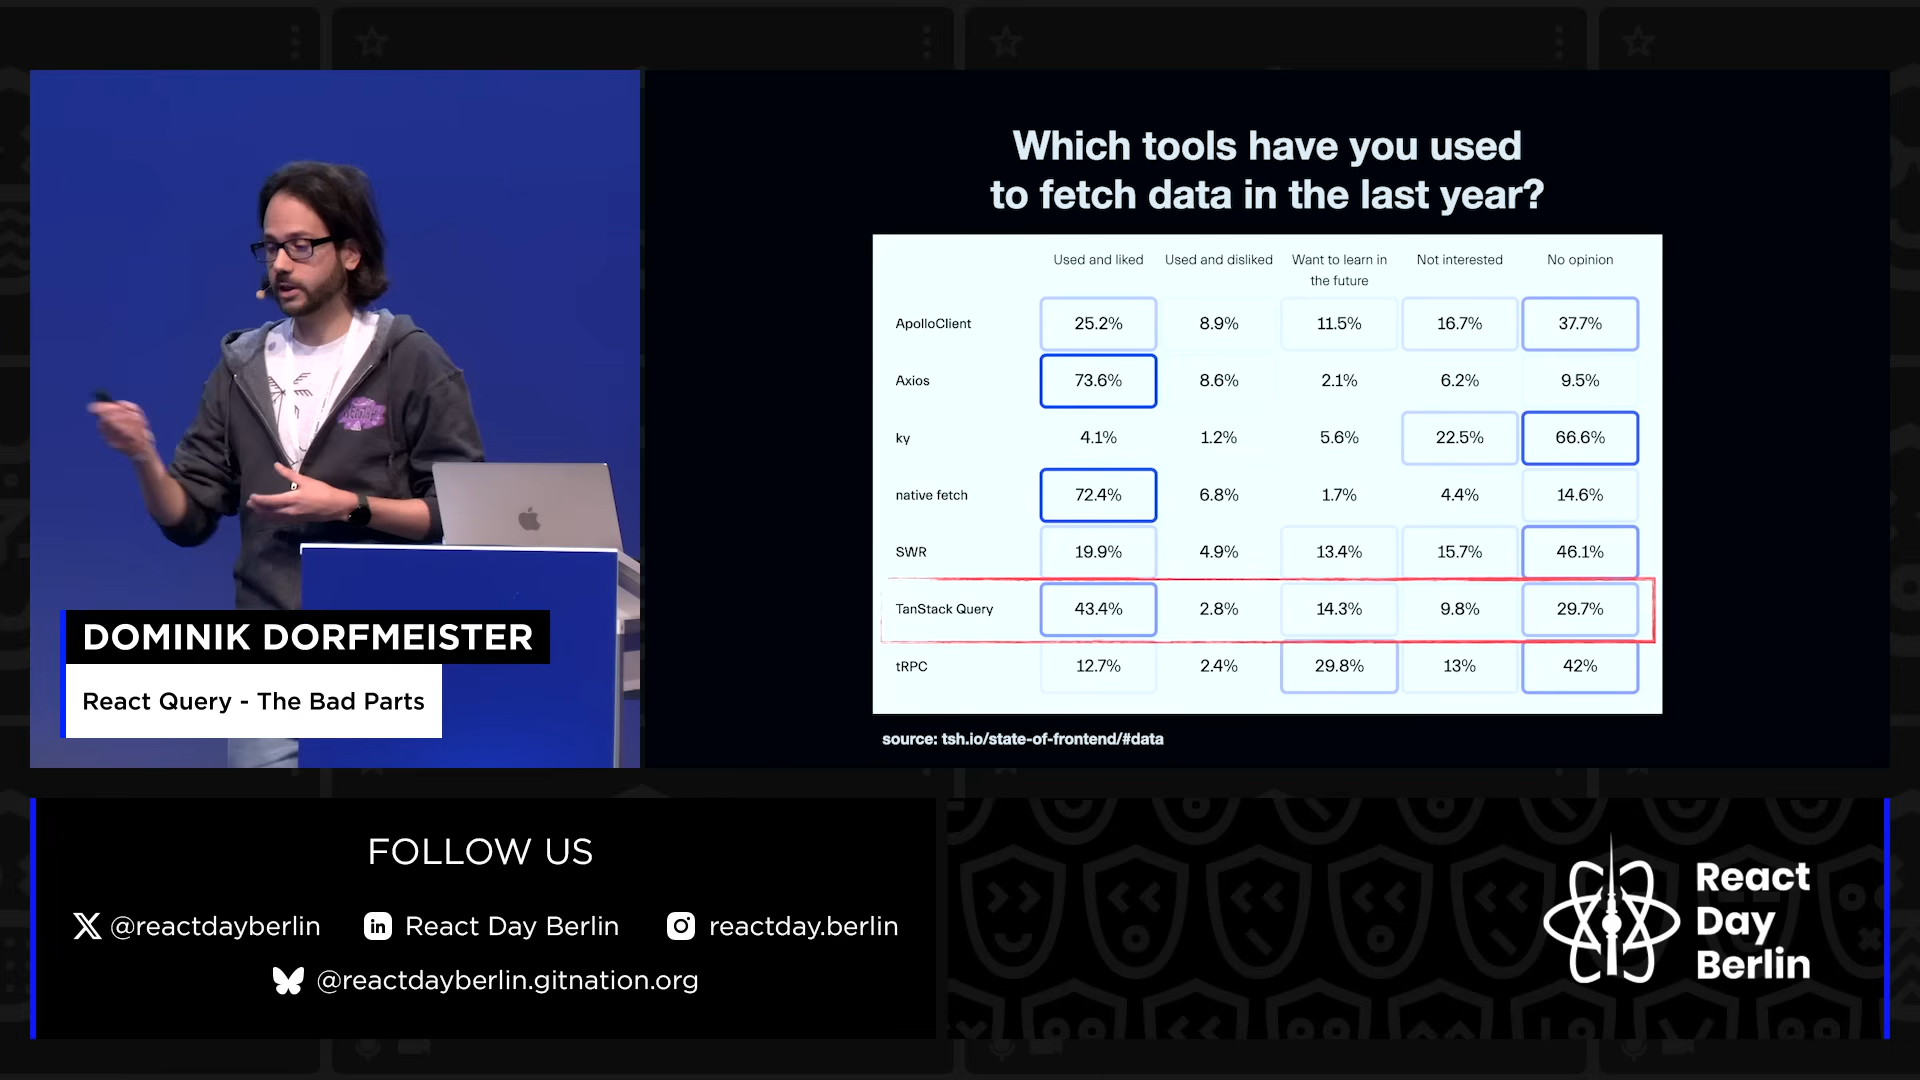 Which tools have you used
to fetch data in the last year?
Used and liked Used and disliked Want to learn in the future Not interested No opinion
ApolloClient 25.2% 8.9% 11.5% 16.7% 37.7%
Axios 73.6% 8.6% 2.1% 6.2% 9.5%
ky 4.1% 1.2% 5.6% 22.5% 66.6%
native fetch 72.4% 6.8% 1.7% 4.4% 14.6%
SWR 19.9% 4.9% 13.4% 15.7% 46.1%
TanStack Query 43.4% 2.8% 14.3% 9.8% 29.7%
tRPC 12.7% 2.4% 29.8% 13% 42%
source: tsh.io/state-of-frontend/#data
DOMINIK DORFMEISTER
React Query - The Bad Parts
FOLLOW US
@reactdayberlin React Day Berlin reactday.berlin
@reactdayberlin.gitnation.org
React
Day
Berlin